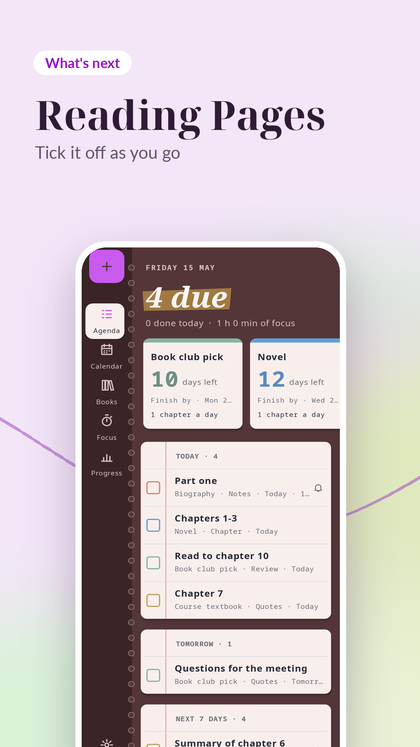 What's next
Reading Pages
Tick it off as you go
+
Agenda
Calendar
Books
Focus
Progress
FRIDAY 15 MAY
4 due
0 done today · 1 h 0 min of focus
Book club pick
10 days left
Finish by · Mon 2…
1 chapter a day
Novel
12 days left
Finish by · Wed 2…
1 chapter a day
TODAY · 4
Part one
Biography · Notes · Today · 1…
Chapters 1-3
Novel · Chapter · Today
Read to chapter 10
Book club pick · Review · Today
Chapter 7
Course textbook · Quotes · Today
TOMORROW · 1
Questions for the meeting
Book club pick · Quotes · Tomorr…
NEXT 7 DAYS · 4
Summary of chapter 6